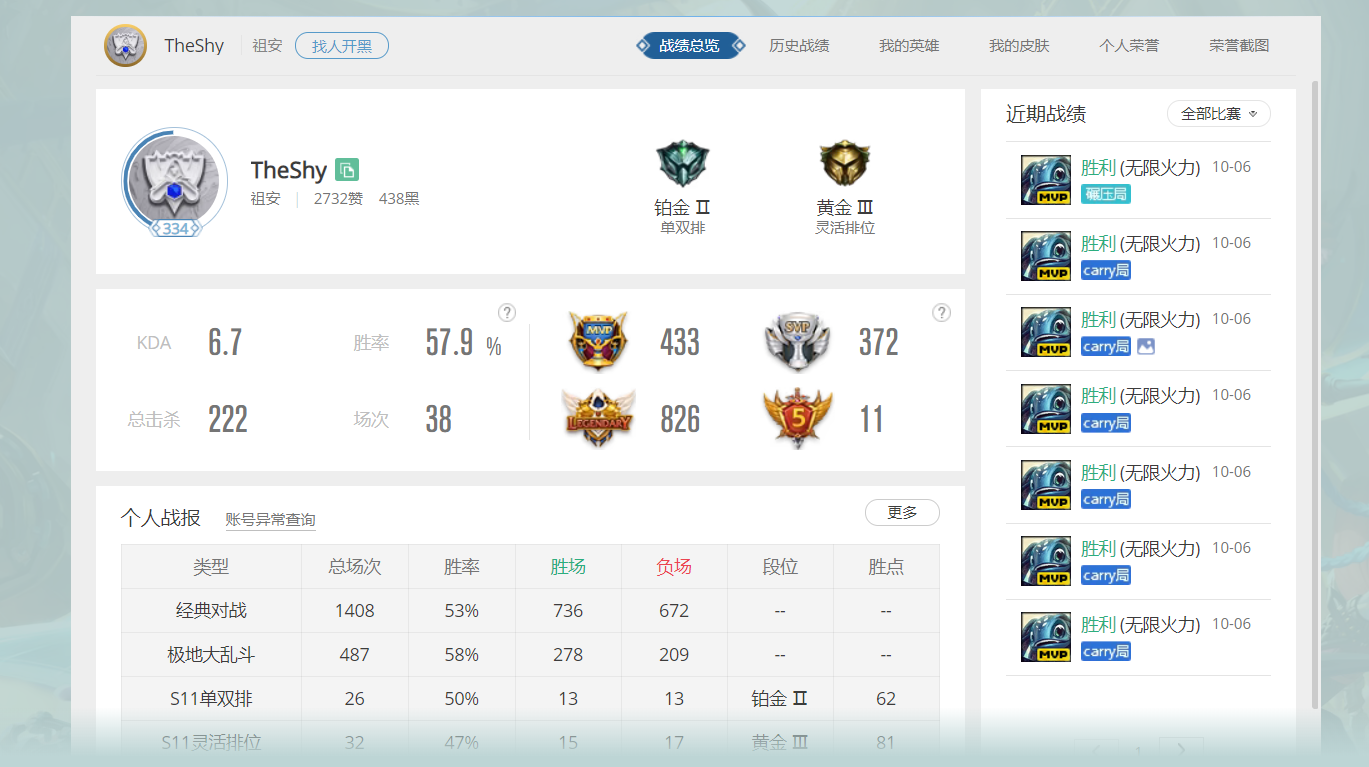 TheShy 祖安 找人开黑 战绩总览 历史战绩 我的英雄 我的皮肤 个人荣誉 荣誉截图
334
TheShy
祖安 2732赞 438黑
铂金 Ⅱ
单双排
黄金 Ⅲ
灵活排位
KDA 6.7 胜率 57.9 % ?
总击杀 222 场次 38
MVP 433 SVP 372 ?
LEGENDARY 826 5 11
个人战报 账号异常查询 更多
类型 总场次 胜率 胜场 负场 段位 胜点
经典对战 1408 53% 736 672 -- --
极地大乱斗 487 58% 278 209 -- --
S11单双排 26 50% 13 13 铂金 Ⅱ 62
S11灵活排位 32 47% 15 17 黄金 Ⅲ 81
近期战绩 全部比赛
MVP 胜利 (无限火力) 10-06
碾压局
MVP 胜利 (无限火力) 10-06
carry局
MVP 胜利 (无限火力) 10-06
carry局
MVP 胜利 (无限火力) 10-06
carry局
MVP 胜利 (无限火力) 10-06
carry局
MVP 胜利 (无限火力) 10-06
carry局
MVP 胜利 (无限火力) 10-06
carry局